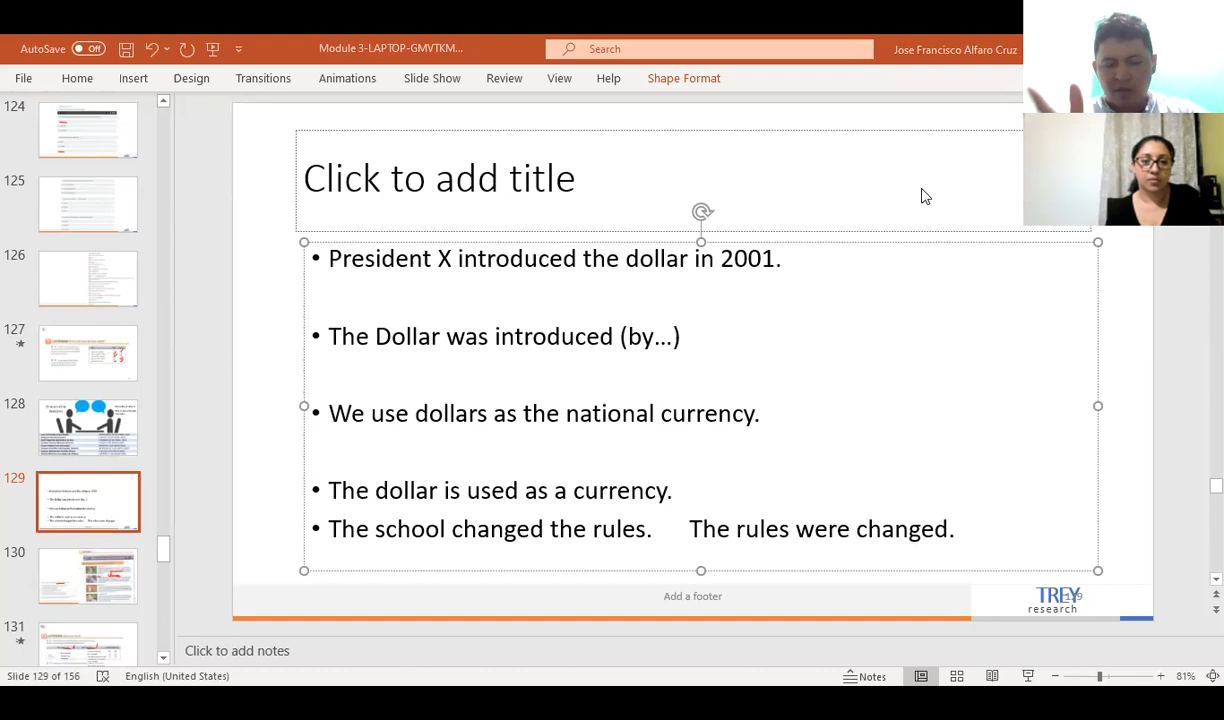 AutoSave Off
Module 3-LAPTOP-GMVTKM...
Search
Jose Francisco Alfaro Cruz
File Home Insert Design Transitions Animations Slide Show Review View Help Shape Format
124
125
126
127
128
129
130
131
Click to add title
• President X introduced the dollar in 2001.
• The Dollar was introduced (by...)
• We use dollars as the national currency.
• The dollar is used as a currency.
• The school changed the rules. The rules were changed.
Add a footer
TREY
research
Click to add notes
Slide 129 of 156
English (United States)
Notes
81%